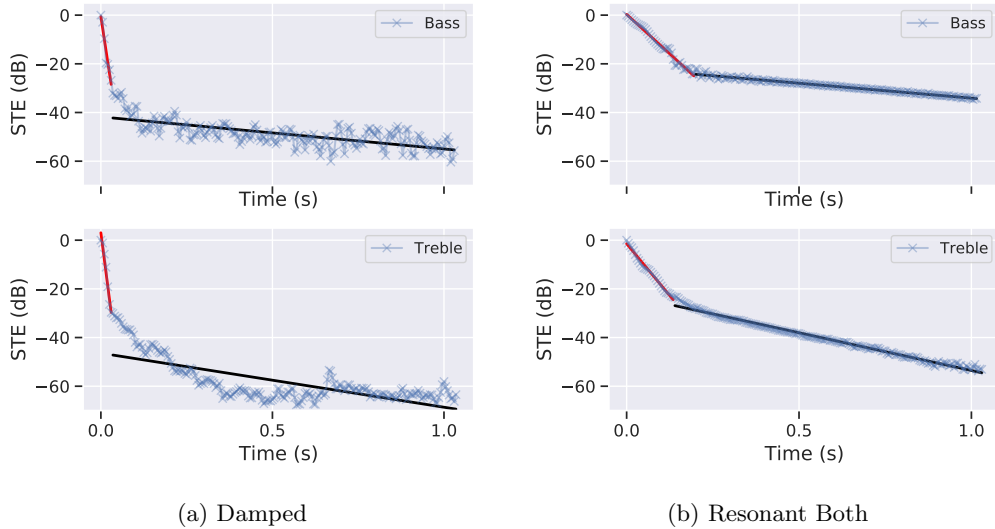 0
−20
−40
−60
STE (dB)
Bass
Time (s)
0
−20
−40
−60
STE (dB)
Bass
Time (s)
0
−20
−40
−60
STE (dB)
Treble
0.0 0.5 1.0
Time (s)
0
−20
−40
−60
STE (dB)
Treble
0.0 0.5 1.0
Time (s)
(a) Damped
(b) Resonant Both